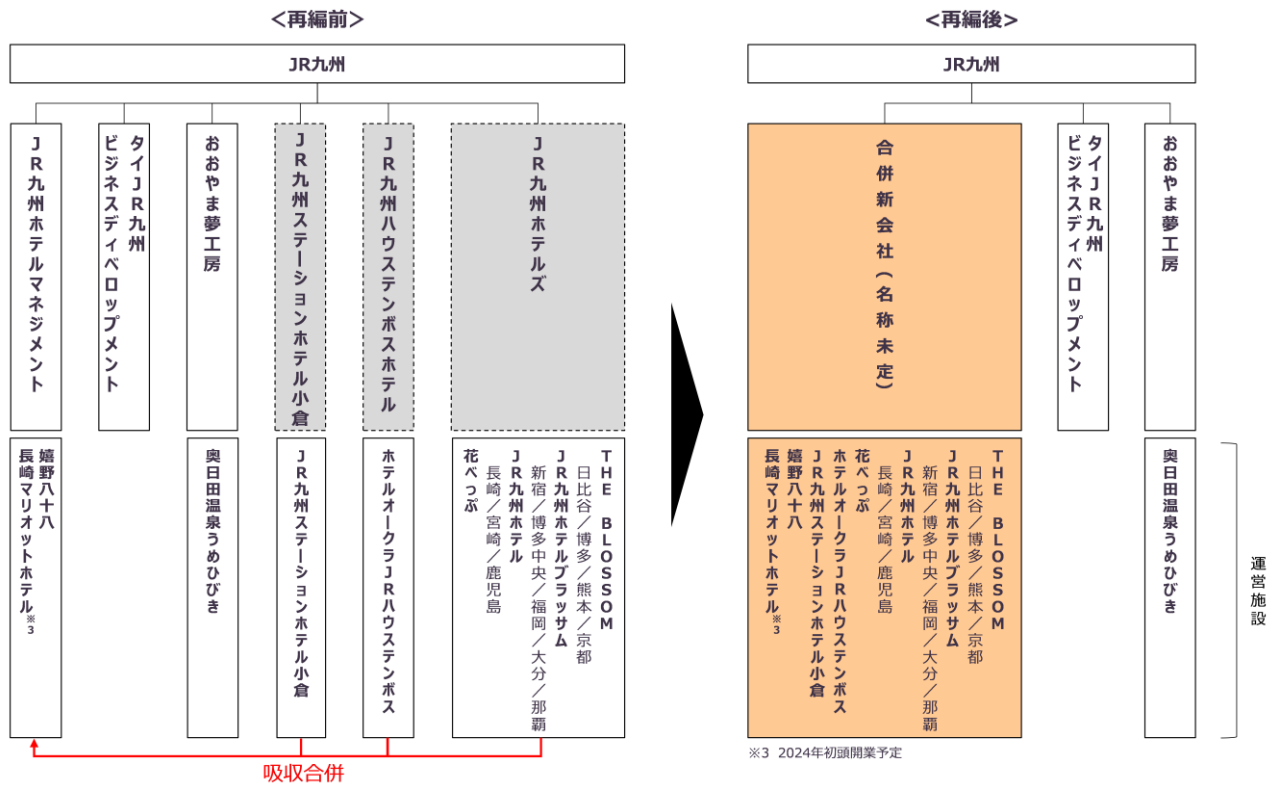 ＜再編前＞
JR九州
JR九州ホテルマネジメント
タイJR九州
ビジネスディベロップメント
おおやま夢工房
JR九州ステーションホテル小倉
JR九州ハウステンボスホテル
JR九州ホテルズ
嬉野八十八
長崎マリオットホテル※3
奥日田温泉うめひびき
JR九州ステーションホテル小倉
ホテルオークラJRハウステンボス
THE BLOSSOM
日比谷／博多／熊本／京都
JR九州ホテルブラッサム
新宿／博多中央／福岡／大分／那覇
JR九州ホテル
長崎／宮崎／鹿児島
花べっぷ
吸収合併
＜再編後＞
JR九州
合併新会社（名称未定）
タイJR九州
ビジネスディベロップメント
おおやま夢工房
THE BLOSSOM
日比谷／博多／熊本／京都
JR九州ホテルブラッサム
新宿／博多中央／福岡／大分／那覇
JR九州ホテル
長崎／宮崎／鹿児島
花べっぷ
ホテルオークラJRハウステンボス
JR九州ステーションホテル小倉
嬉野八十八
長崎マリオットホテル※3
奥日田温泉うめひびき
運営施設
※3 2024年初頭開業予定